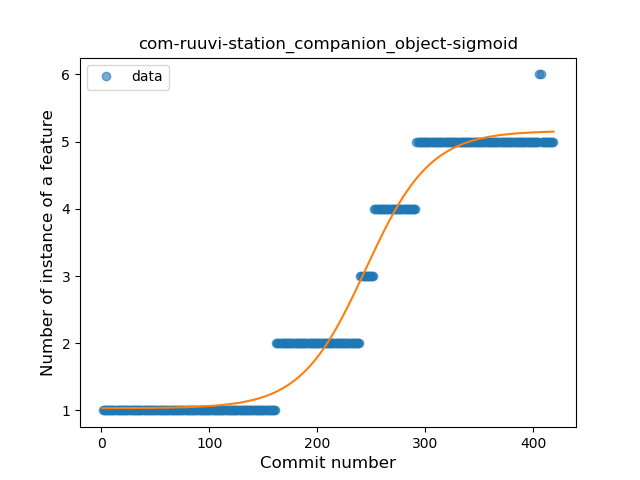 com-ruuvi-station_companion_object-sigmoid
data
Number of instance of a feature
6
5
4
3
2
1
0 100 200 300 400
Commit number